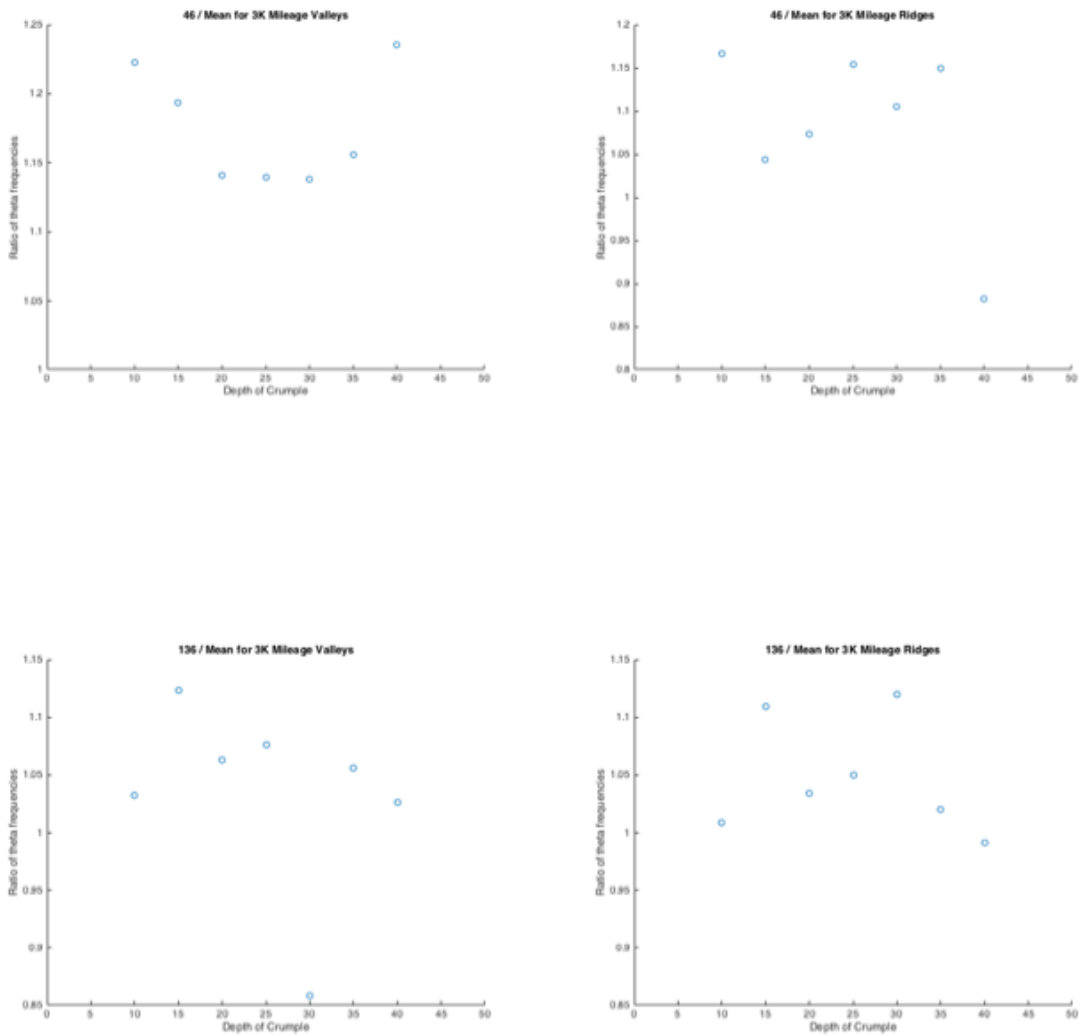 46 / Mean for 3K Mileage Valleys
1.25
1.2
1.15
1.1
1.05
1
Ratio of theta frequencies
0 5 10 15 20 25 30 35 40 45 50
Depth of Crumple
46 / Mean for 3K Mileage Ridges
1.2
1.15
1.1
1.05
1
0.95
0.9
0.85
0.8
Ratio of theta frequencies
0 5 10 15 20 25 30 35 40 45 50
Depth of Crumple
136 / Mean for 3K Mileage Valleys
1.15
1.1
1.05
1
0.95
0.9
0.85
Ratio of theta frequencies
0 5 10 15 20 25 30 35 40 45 50
Depth of Crumple
136 / Mean for 3K Mileage Ridges
1.15
1.1
1.05
1
0.95
0.9
0.85
Ratio of theta frequencies
0 5 10 15 20 25 30 35 40 45 50
Depth of Crumple